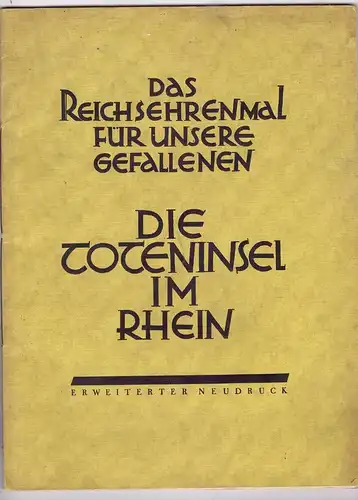 DAS
REICHSEHRENMAL
FÜR UNSERE
GEFALLENEN
DIE
TOTENINSEL
IM
RHEIN
ERWEITERTER NEUDRUCK